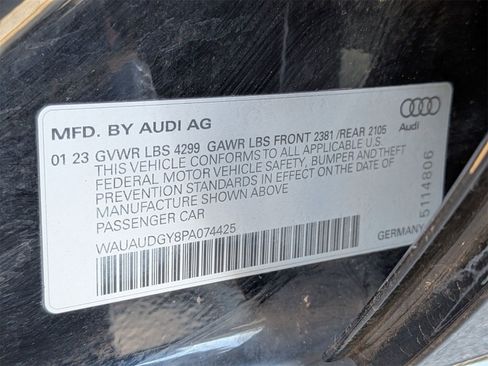 MFD. BY AUDI AG
01 23 GVWR LBS 4299 GAWR LBS FRONT 2381 /REAR 2105
THIS VEHICLE CONFORMS TO ALL APPLICABLE U.S.
FEDERAL MOTOR VEHICLE SAFETY, BUMPER AND THEFT
PREVENTION STANDARDS IN EFFECT ON THE DATE OF
MANUFACTURE SHOWN ABOVE
PASSENGER CAR
WAUAUDGY8PA074425
Audi
GERMANY
5114806